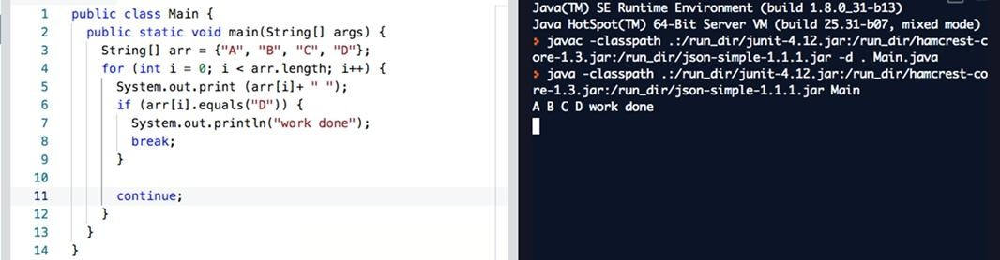 1 public class Main {
2 public static void main(String[] args) {
3 String[] arr = {"A", "B", "C", "D"};
4 for (int i = 0; i < arr.length; i++) {
5 System.out.print (arr[i]+ " ");
6 if (arr[i].equals("D")) {
7 System.out.println("work done");
8 break;
9 }
10
11 continue;
12 }
13 }
14 }
Java(TM) SE Runtime Environment (build 1.8.0_31-b13)
Java HotSpot(TM) 64-Bit Server VM (build 25.31-b07, mixed mode)
> javac -classpath .:/run_dir/junit-4.12.jar:/run_dir/hamcrest-c
ore-1.3.jar:/run_dir/json-simple-1.1.1.jar -d . Main.java
> java -classpath .:/run_dir/junit-4.12.jar:/run_dir/hamcrest-co
re-1.3.jar:/run_dir/json-simple-1.1.1.jar Main
A B C D work done